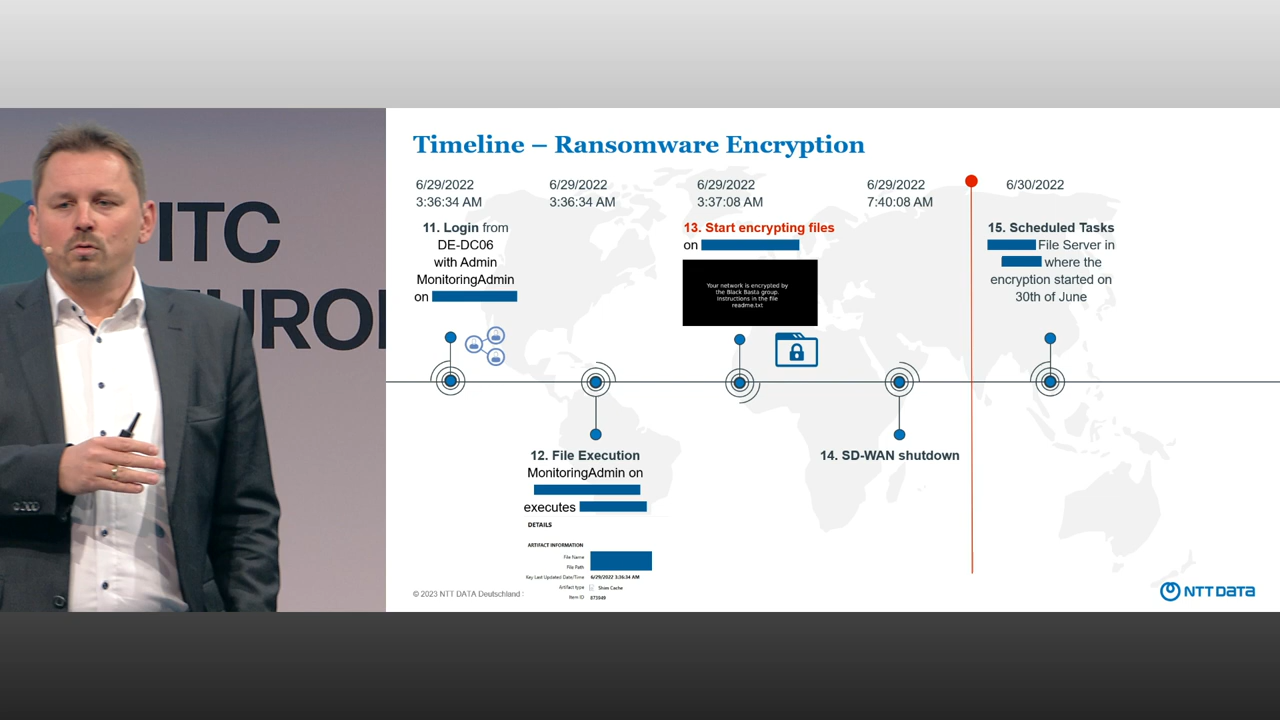 ITC
EURO
Timeline – Ransomware Encryption
6/29/2022
3:36:34 AM
11. Login from
DE-DC06
with Admin
MonitoringAdmin
on
6/29/2022
3:36:34 AM
12. File Execution
MonitoringAdmin on
executes
DETAILS
ARTIFACT INFORMATION
File Name
File Path
Key Last Updated Date/Time 6/29/2022 3:36:34 AM
Artifact type Shim Cache
Item ID 873949
6/29/2022
3:37:08 AM
13. Start encrypting files
on
Your network is encrypted by
the Black Basta group.
Instructions in the file
readme.txt
6/29/2022
7:40:08 AM
14. SD-WAN shutdown
6/30/2022
15. Scheduled Tasks
File Server in
where the
encryption started on
30th of June
© 2023 NTT DATA Deutschland :
NTT DATA